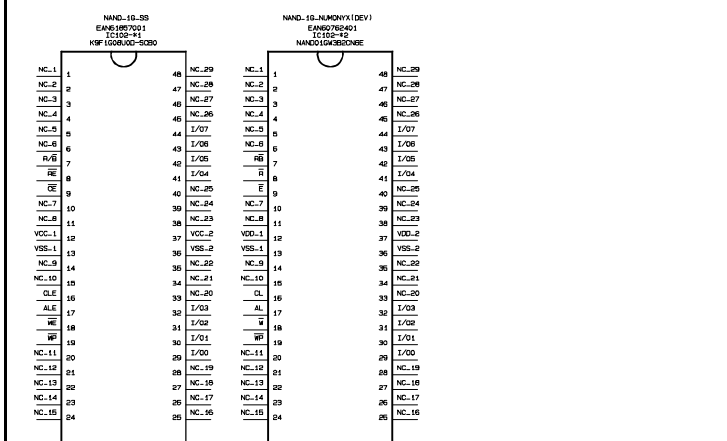 NAND_1G_SS
EAN61857001
IC102-*1
K9F1G08U0D-SCB0
NC_1 1 48 NC_29
NC_2 2 47 NC_28
NC_3 3 46 NC_27
NC_4 4 45 NC_26
NC_5 5 44 I/O7
NC_6 6 43 I/O6
R/B 7 42 I/O5
RE 8 41 I/O4
CE 9 40 NC_25
NC_7 10 39 NC_24
NC_8 11 38 NC_23
VCC_1 12 37 VCC_2
VSS_1 13 36 VSS_2
NC_9 14 35 NC_22
NC_10 15 34 NC_21
CLE 16 33 NC_20
ALE 17 32 I/O3
WE 18 31 I/O2
WP 19 30 I/O1
NC_11 20 29 I/O0
NC_12 21 28 NC_19
NC_13 22 27 NC_18
NC_14 23 26 NC_17
NC_15 24 25 NC_16
NAND_1G_NUMONYX(DEV)
EAN60762401
IC102-*2
NAND01GW3B2CN6E
NC_1 1 48 NC_29
NC_2 2 47 NC_28
NC_3 3 46 NC_27
NC_4 4 45 NC_26
NC_5 5 44 I/O7
NC_6 6 43 I/O6
RB 7 42 I/O5
R 8 41 I/O4
E 9 40 NC_25
NC_7 10 39 NC_24
NC_8 11 38 NC_23
VDD_1 12 37 VDD_2
VSS_1 13 36 VSS_2
NC_9 14 35 NC_22
NC_10 15 34 NC_21
CL 16 33 NC_20
AL 17 32 I/O3
W 18 31 I/O2
WP 19 30 I/O1
NC_11 20 29 I/O0
NC_12 21 28 NC_19
NC_13 22 27 NC_18
NC_14 23 26 NC_17
NC_15 24 25 NC_16